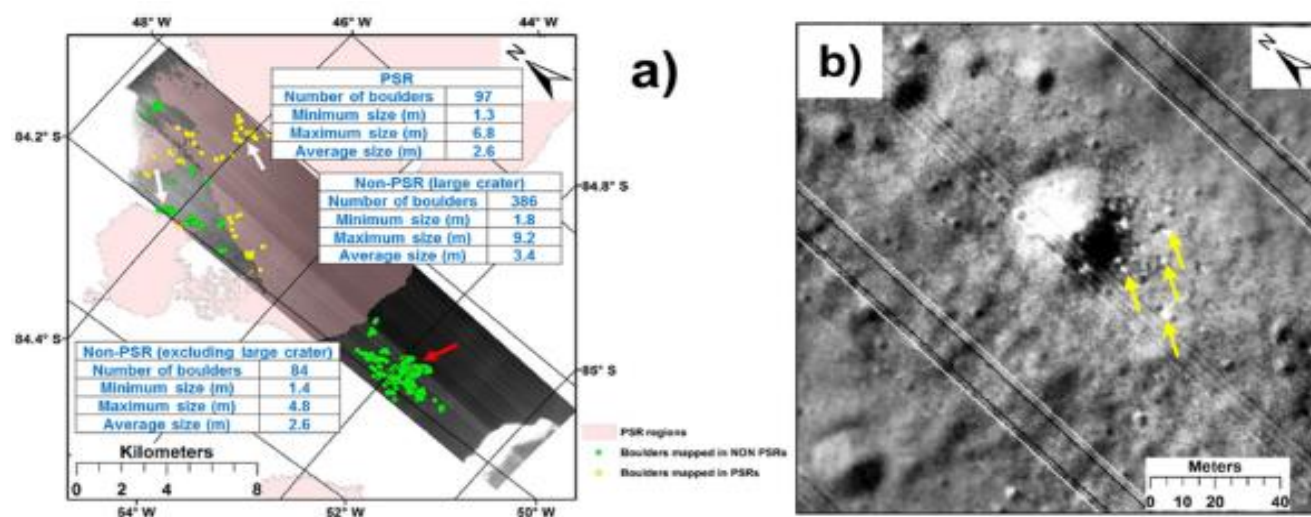 48° W 46° W 44° W
N
a)
PSR
Number of boulders 97
Minimum size (m) 1.3
Maximum size (m) 6.8
Average size (m) 2.6
84.2° S
84.8° S
Non-PSR (large crater)
Number of boulders 386
Minimum size (m) 1.8
Maximum size (m) 9.2
Average size (m) 3.4
84.4° S
85° S
Non-PSR (excluding large crater)
Number of boulders 84
Minimum size (m) 1.4
Maximum size (m) 4.8
Average size (m) 2.6
Kilometers
0 2 4 8
54° W 52° W 50° W
PSR regions
Boulders mapped in NON PSRs
Boulders mapped in PSRs
b)
N
Meters
0 5 10 20 30 40